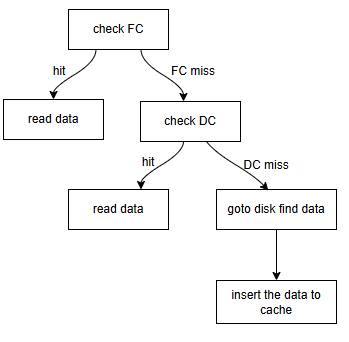 check FC
hit
FC miss
read data
check DC
hit
DC miss
read data
goto disk find data
insert the data to
cache